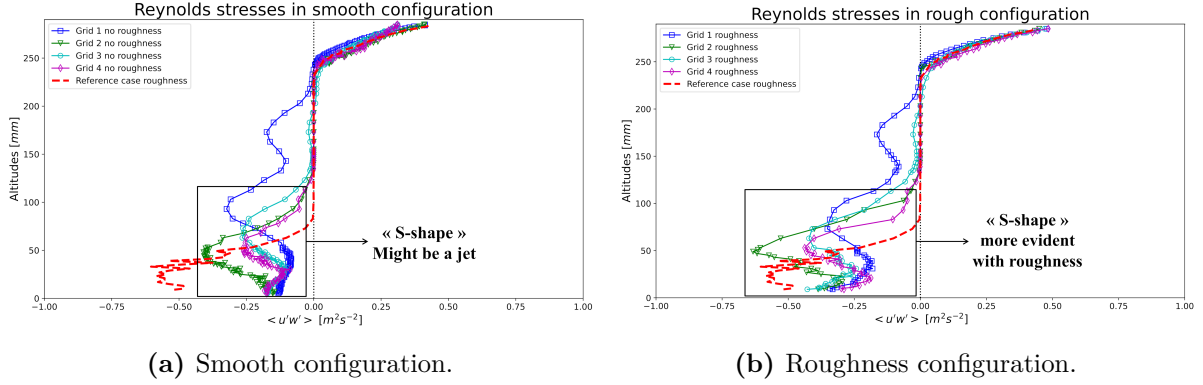 Reynolds stresses in smooth configuration
Grid 1 no roughness
Grid 2 no roughness
Grid 3 no roughness
Grid 4 no roughness
Reference case roughness
Altitudes [mm]
250
200
150
100
50
0
« S-shape »
Might be a jet
−1.00 −0.75 −0.50 −0.25 0.00 0.25 0.50 0.75 1.00
< u'w' > [m²s⁻²]
(a) Smooth configuration.
Reynolds stresses in rough configuration
Grid 1 roughness
Grid 2 roughness
Grid 3 roughness
Grid 4 roughness
Reference case roughness
Altitudes [mm]
250
200
150
100
50
0
« S-shape »
more evident
with roughness
−1.00 −0.75 −0.50 −0.25 0.00 0.25 0.50 0.75 1.00
< u'w' > [m²s⁻²]
(b) Roughness configuration.